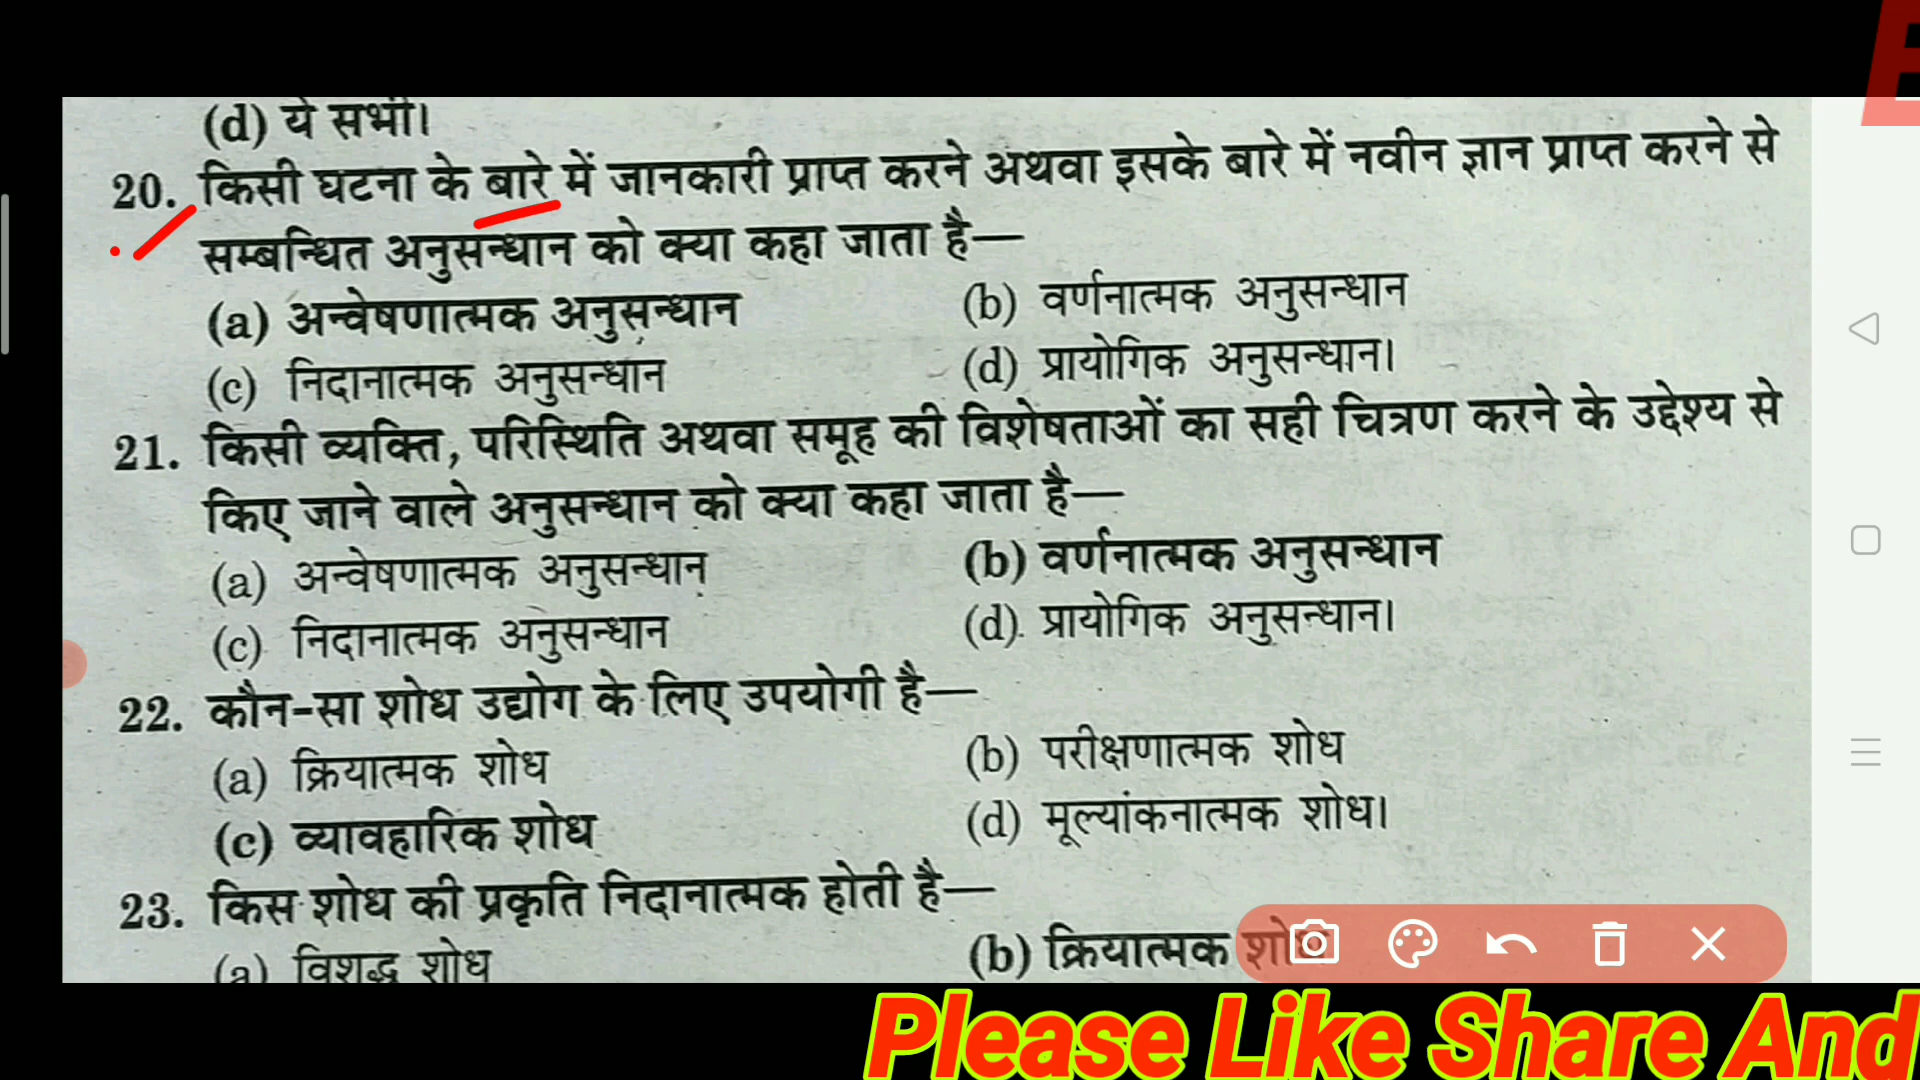 (d) ये सभी।
20. किसी घटना के बारे में जानकारी प्राप्त करने अथवा इसके बारे में नवीन ज्ञान प्राप्त करने से
सम्बन्धित अनुसन्धान को क्या कहा जाता है—
(a) अन्वेषणात्मक अनुसन्धान (b) वर्णनात्मक अनुसन्धान
(c) निदानात्मक अनुसन्धान (d) प्रायोगिक अनुसन्धान।
21. किसी व्यक्ति, परिस्थिति अथवा समूह की विशेषताओं का सही चित्रण करने के उद्देश्य से
किए जाने वाले अनुसन्धान को क्या कहा जाता है—
(a) अन्वेषणात्मक अनुसन्धान (b) वर्णनात्मक अनुसन्धान
(c) निदानात्मक अनुसन्धान (d) प्रायोगिक अनुसन्धान।
22. कौन-सा शोध उद्योग के लिए उपयोगी है—
(a) क्रियात्मक शोध (b) परीक्षणात्मक शोध
(c) व्यावहारिक शोध (d) मूल्यांकनात्मक शोध।
23. किस शोध की प्रकृति निदानात्मक होती है—
(a) विशुद्ध शोध (b) क्रियात्मक शोध
Please Like Share And